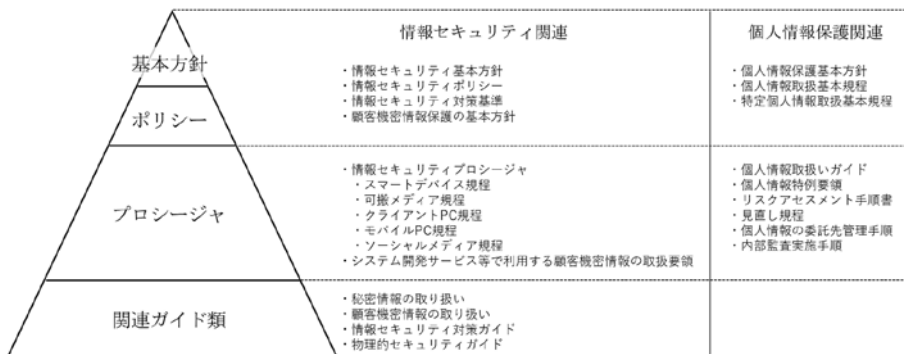 情報セキュリティ関連
個人情報保護関連
基本方針
ポリシー
・情報セキュリティ基本方針
・情報セキュリティポリシー
・情報セキュリティ対策基準
・顧客機密情報保護の基本方針
・個人情報保護基本方針
・個人情報取扱基本規程
・特定個人情報取扱基本規程
プロシージャ
・情報セキュリティプロシージャ
・スマートデバイス規程
・可搬メディア規程
・クライアントPC規程
・モバイルPC規程
・ソーシャルメディア規程
・システム開発サービス等で利用する顧客機密情報の取扱要領
・個人情報取扱いガイド
・個人情報特例要領
・リスクアセスメント手順書
・見直し規程
・個人情報の委託先管理手順
・内部監査実施手順
関連ガイド類
・秘密情報の取り扱い
・顧客機密情報の取り扱い
・情報セキュリティ対策ガイド
・物理的セキュリティガイド